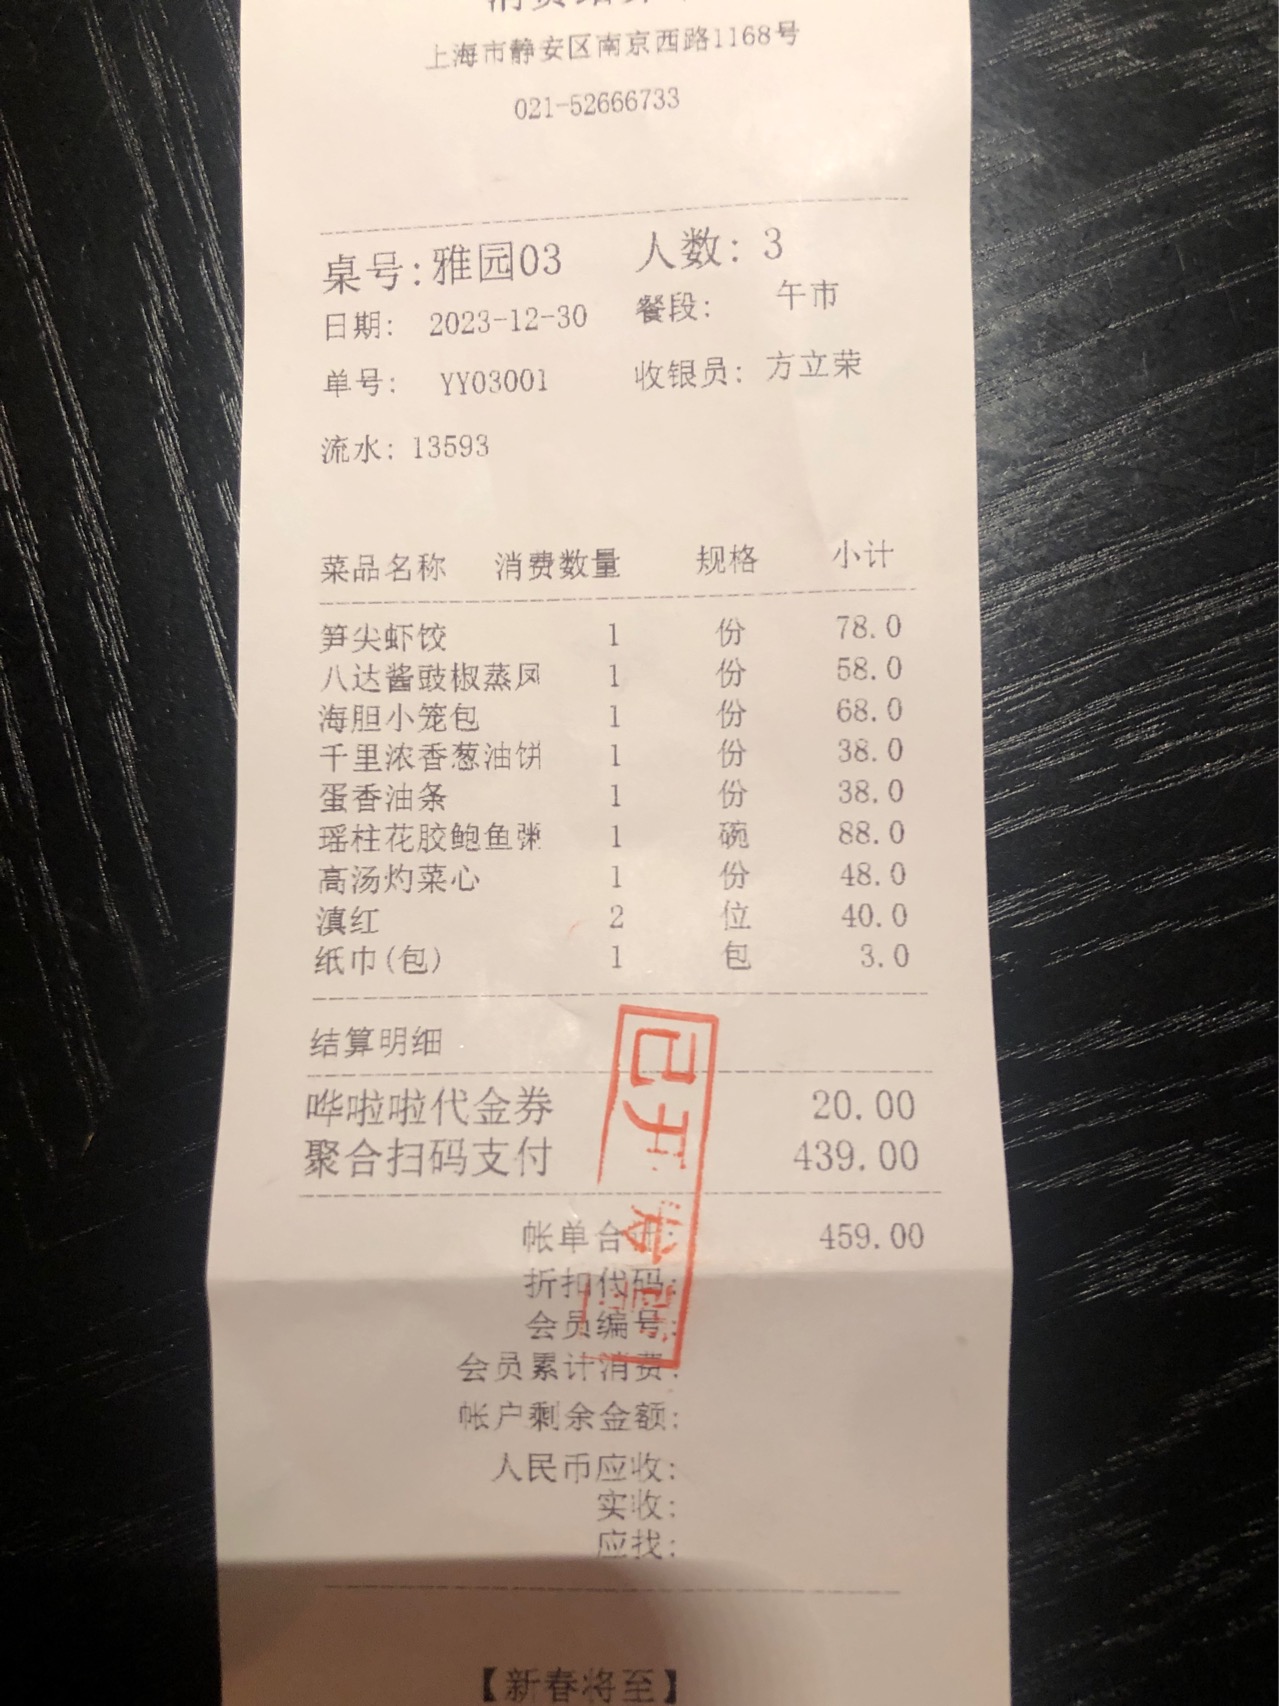 上海市静安区南京西路1168号
021-52666733
桌号:雅园03 人数: 3
日期: 2023-12-30 餐段: 午市
单号: YY03001 收银员: 方立荣
流水: 13593
菜品名称 消费数量 规格 小计
笋尖虾饺 1 份 78.0
八达酱豉椒蒸凤 1 份 58.0
海胆小笼包 1 份 68.0
千里浓香葱油饼 1 份 38.0
蛋香油条 1 份 38.0
瑶柱花胶鲍鱼粥 1 碗 88.0
高汤灼菜心 1 份 48.0
滇红 2 位 40.0
纸巾(包) 1 包 3.0
结算明细
哗啦啦代金券 20.00
聚合扫码支付 439.00
帐单合计: 459.00
折扣代码:
会员编号:
会员累计消费:
帐户剩余金额:
人民币应收:
实收:
应找:
【新春将至】
已开发票